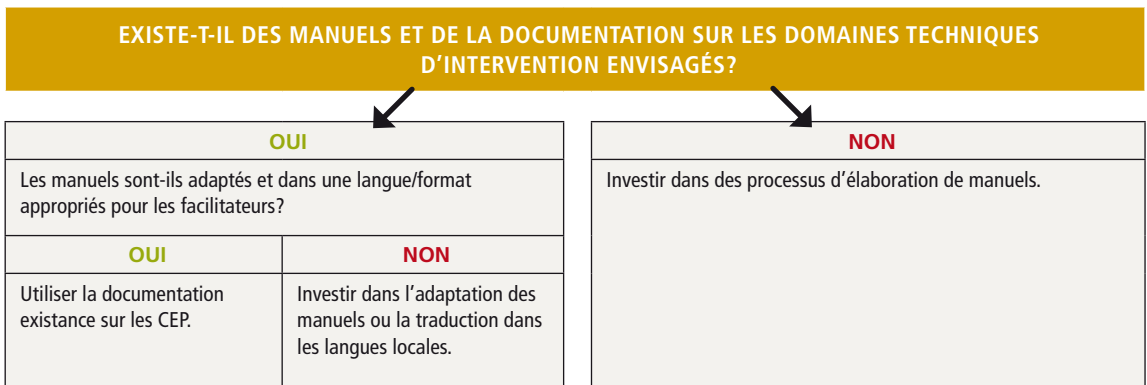 EXISTE-T-IL DES MANUELS ET DE LA DOCUMENTATION SUR LES DOMAINES TECHNIQUES
D'INTERVENTION ENVISAGÉS?
OUI
Les manuels sont-ils adaptés et dans une langue/format
appropriés pour les facilitateurs?
OUI
Utiliser la documentation
existance sur les CEP.
NON
Investir dans l'adaptation des
manuels ou la traduction dans
les langues locales.
NON
Investir dans des processus d'élaboration de manuels.